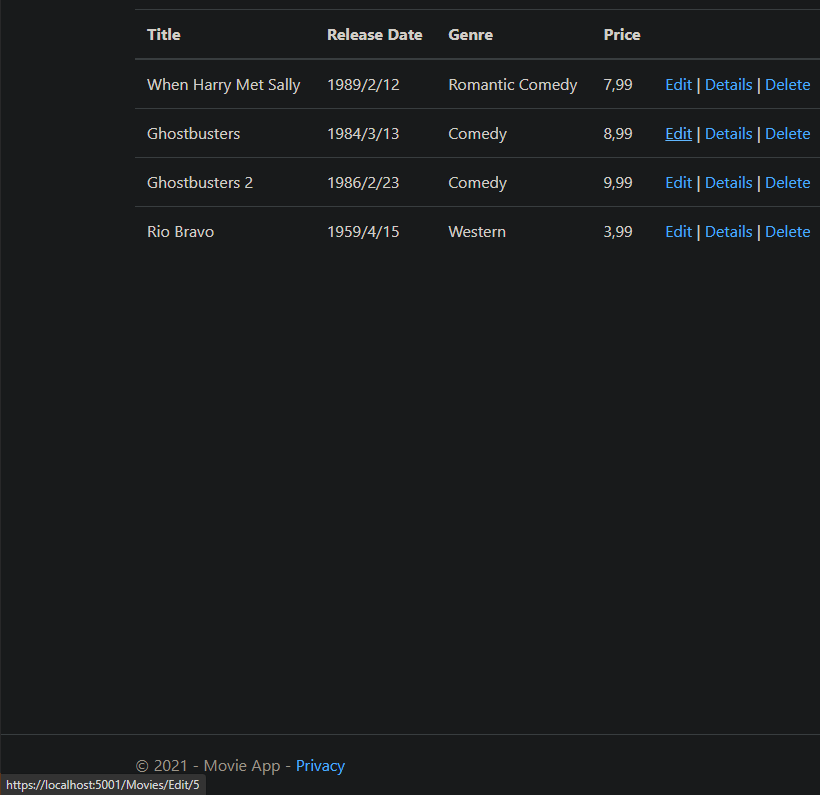 Title Release Date Genre Price
When Harry Met Sally 1989/2/12 Romantic Comedy 7,99 Edit | Details | Delete
Ghostbusters 1984/3/13 Comedy 8,99 Edit | Details | Delete
Ghostbusters 2 1986/2/23 Comedy 9,99 Edit | Details | Delete
Rio Bravo 1959/4/15 Western 3,99 Edit | Details | Delete
© 2021 - Movie App - Privacy
https://localhost:5001/Movies/Edit/5